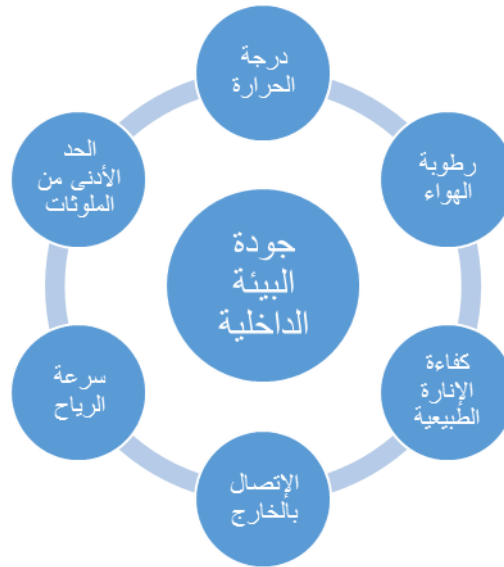 درجة
الحرارة
رطوبة
الهواء
كفاءة
الإنارة
الطبيعية
الإتصال
بالخارج
سرعة
الرياح
الحد
الأدنى من
الملوثات
جودة
البيئة
الداخلية